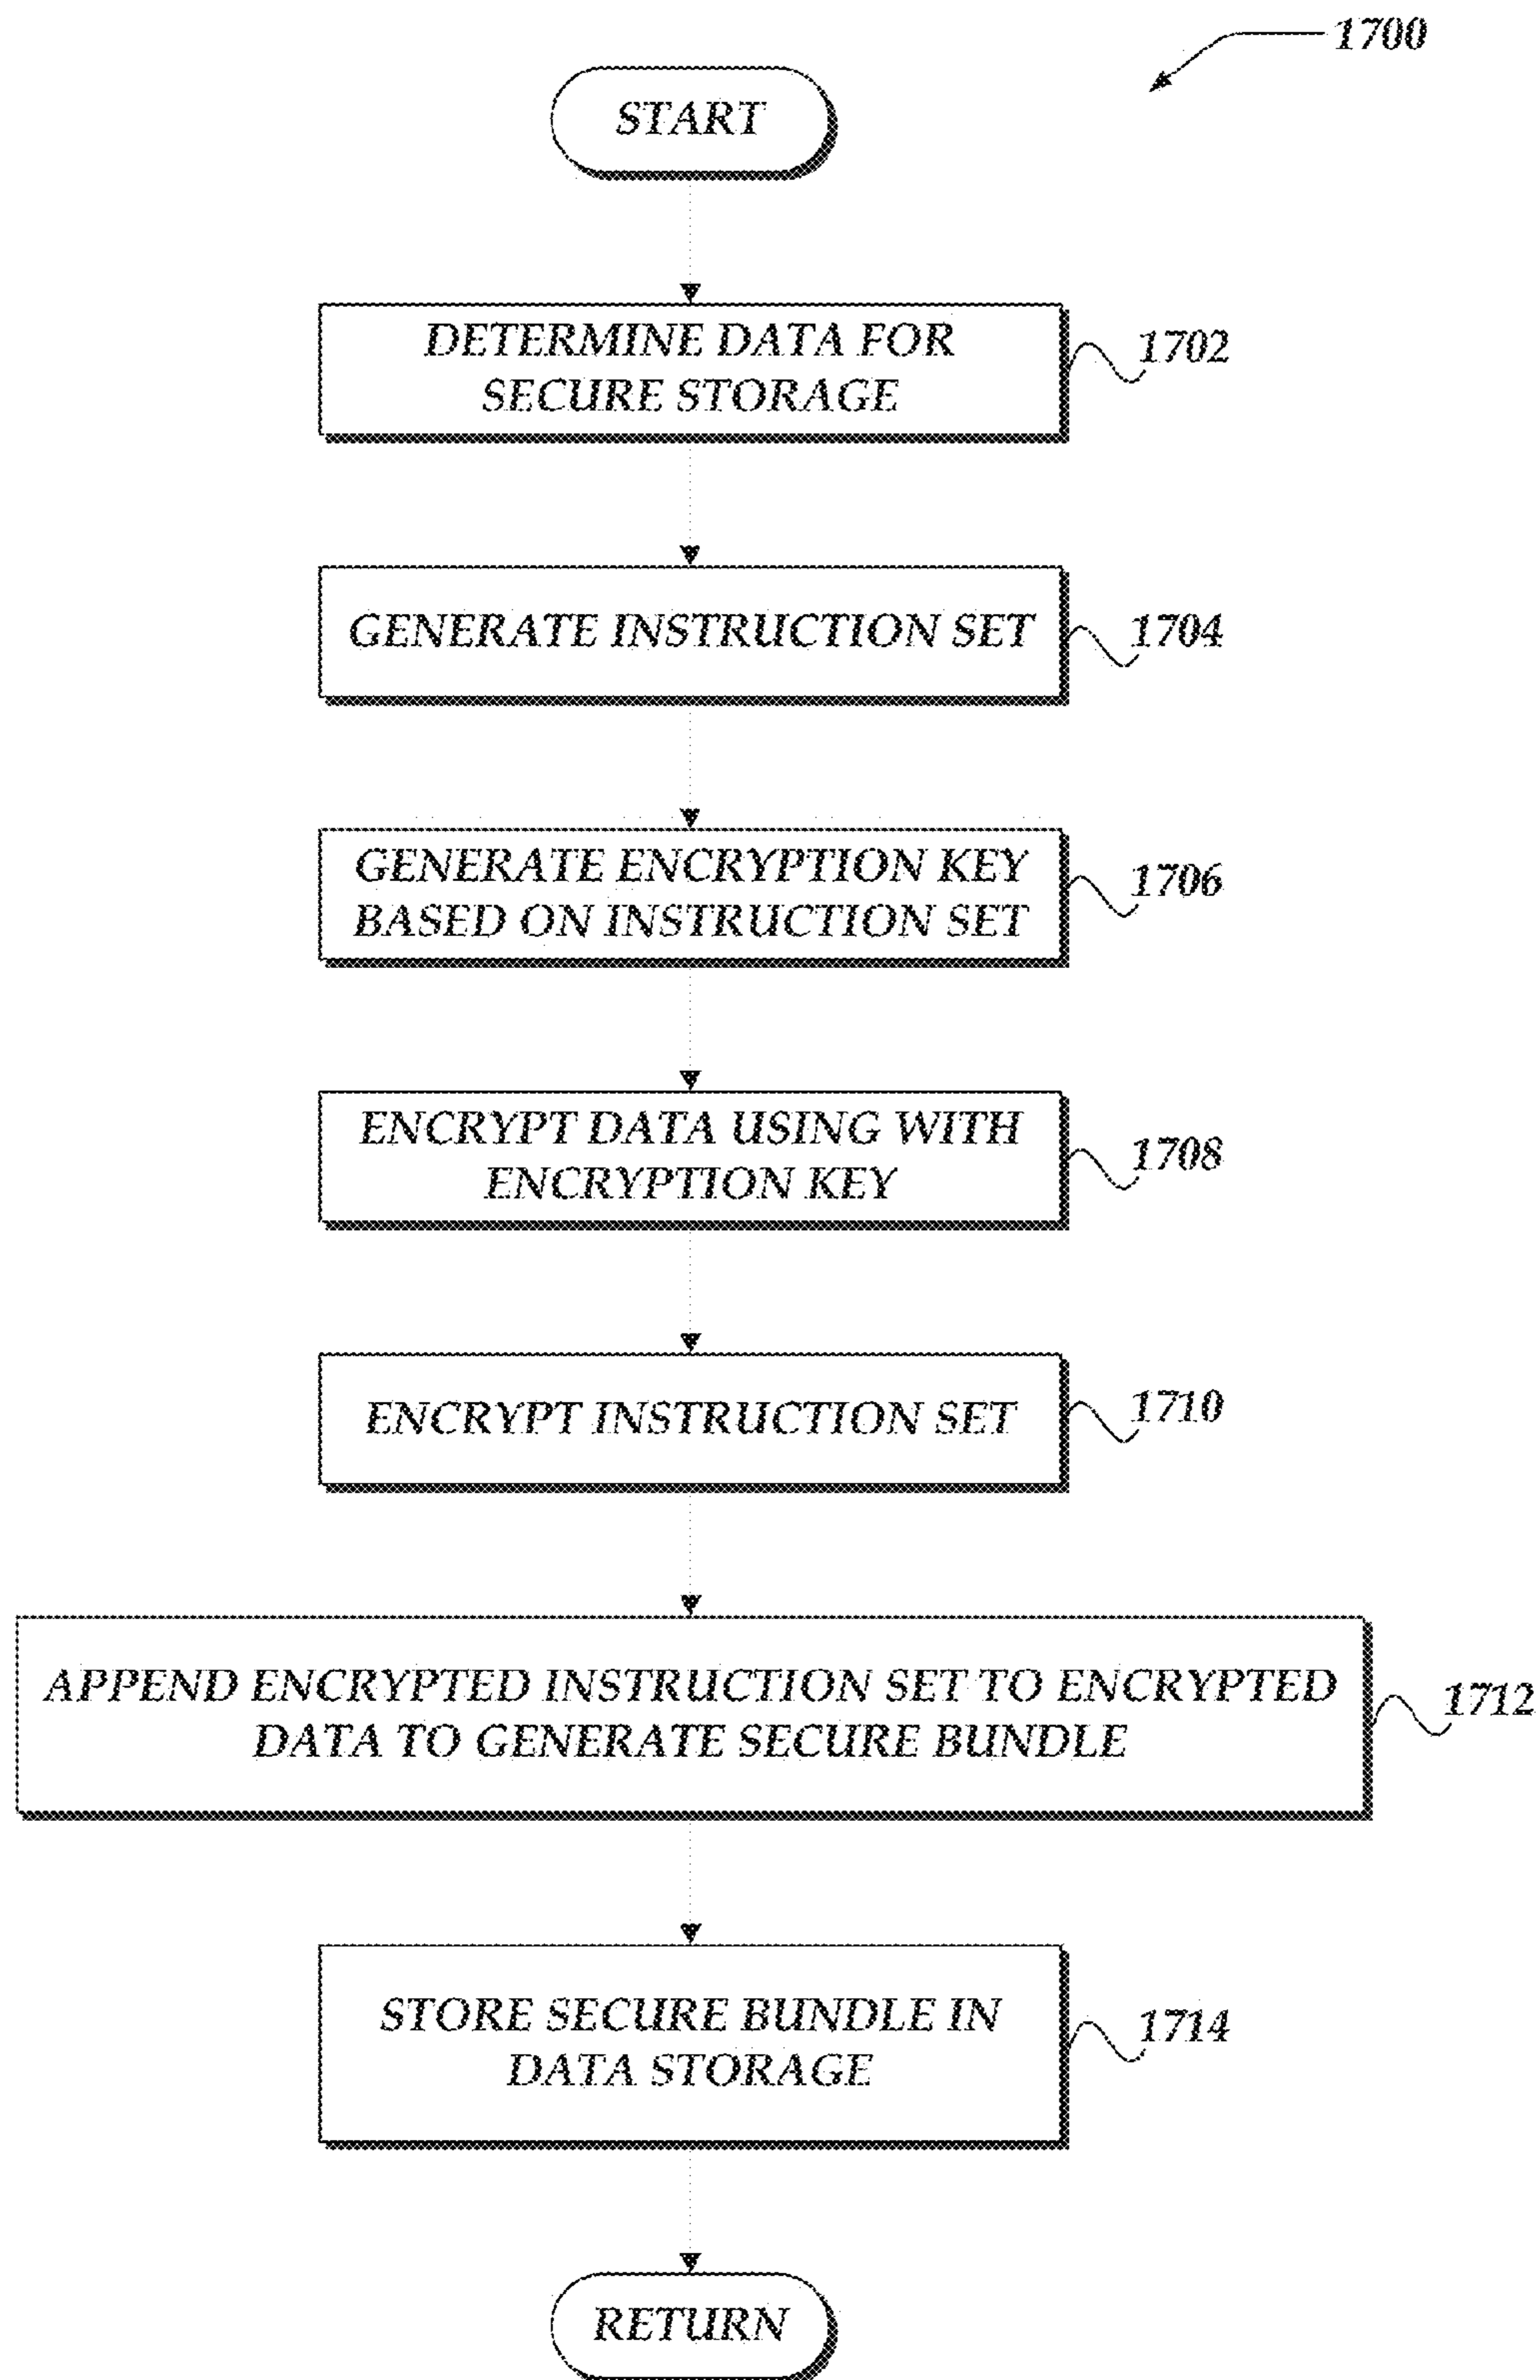 1700
START
DETERMINE DATA FOR
SECURE STORAGE
1702
GENERATE INSTRUCTION SET
1704
GENERATE ENCRYPTION KEY
BASED ON INSTRUCTION SET
1706
ENCRYPT DATA USING WITH
ENCRYPTION KEY
1708
ENCRYPT INSTRUCTION SET
1710
APPEND ENCRYPTED INSTRUCTION SET TO ENCRYPTED
DATA TO GENERATE SECURE BUNDLE
1712
STORE SECURE BUNDLE IN
DATA STORAGE
1714
RETURN